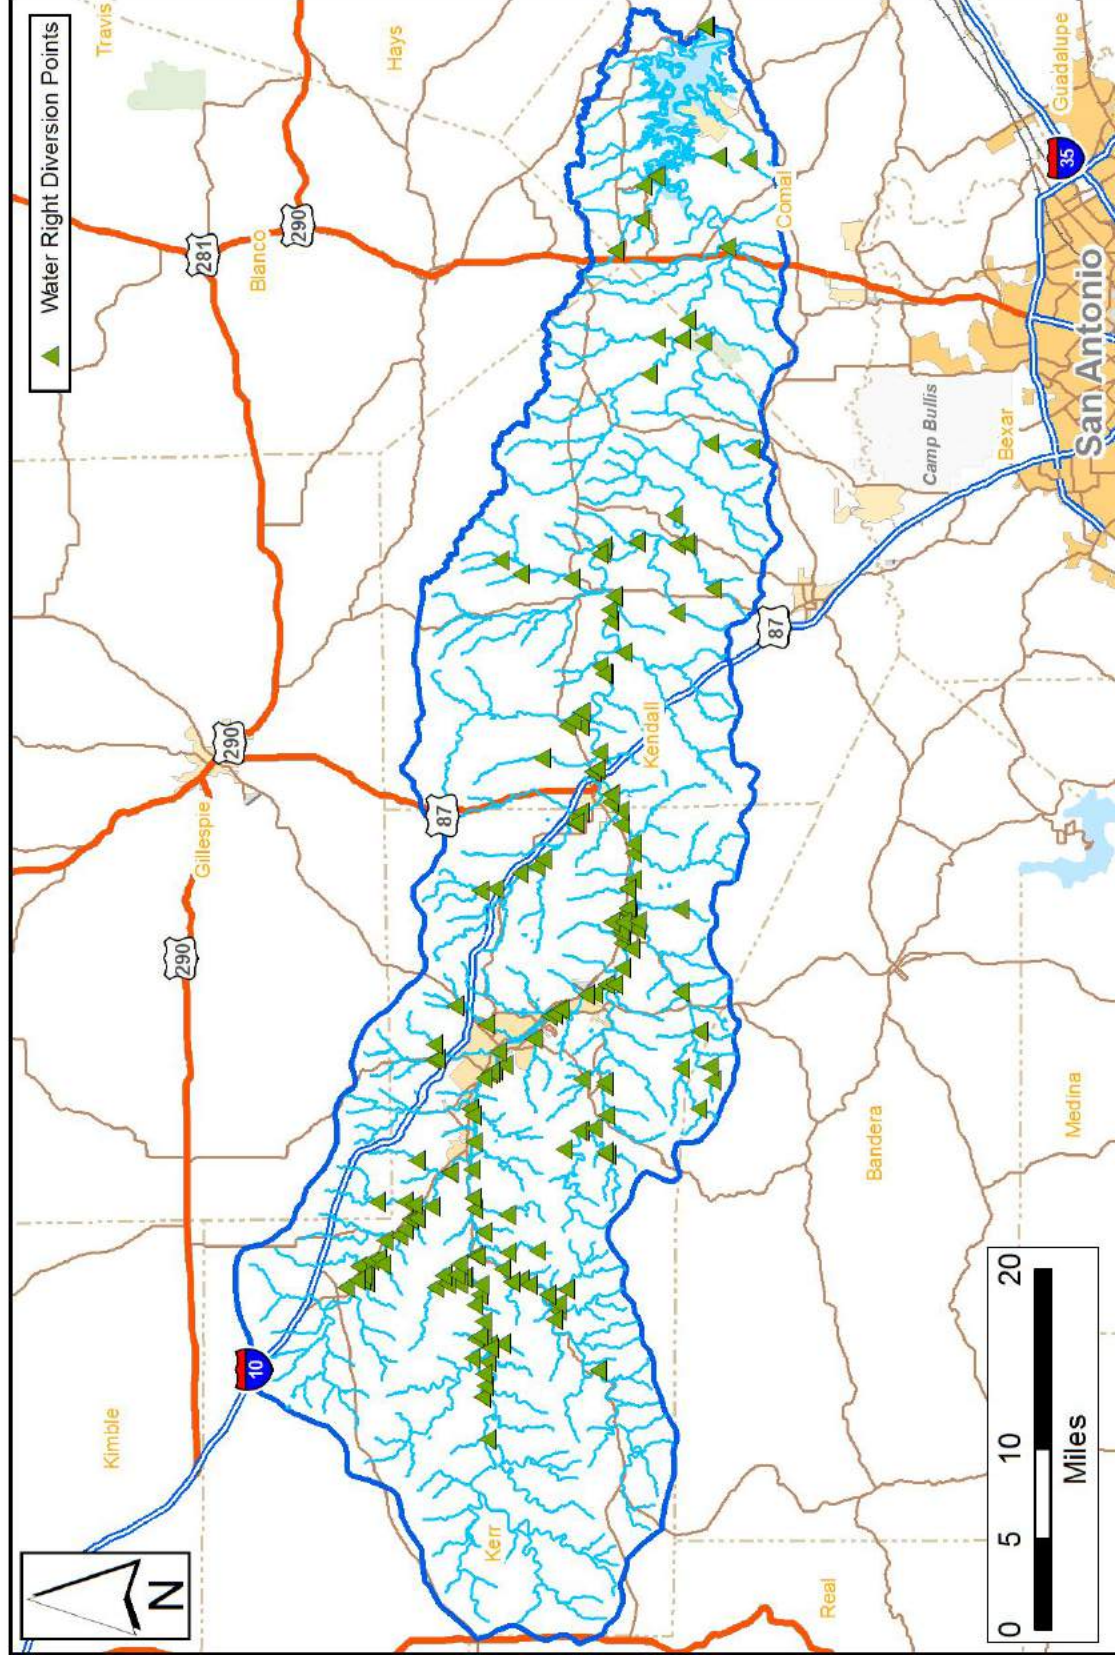 Water Right Diversion Points
Travis
Hays
281
290
Blanco
290
Gillespie
290
87
10
Kimble
N
Kerr
Kendall
87
Comal
Guadalupe
35
San Antonio
Camp Bullis
Bexar
Bandera
Medina
Real
0 5 10 20
Miles